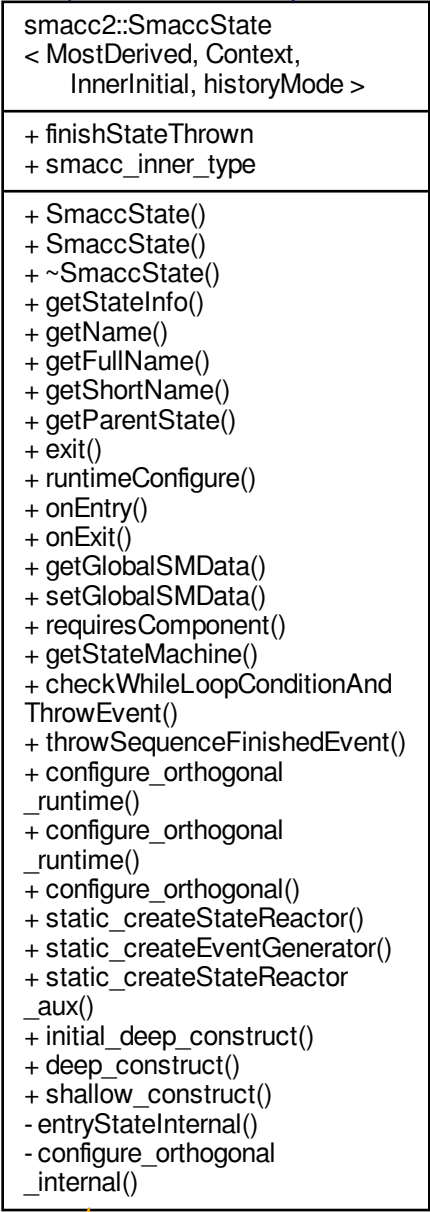 smacc2::SmaccState
< MostDerived, Context,
InnerInitial, historyMode >
+ finishStateThrown
+ smacc_inner_type
+ SmaccState()
+ SmaccState()
+ ~SmaccState()
+ getStateInfo()
+ getName()
+ getFullName()
+ getShortName()
+ getParentState()
+ exit()
+ runtimeConfigure()
+ onEntry()
+ onExit()
+ getGlobalSMData()
+ setGlobalSMData()
+ requiresComponent()
+ getStateMachine()
+ checkWhileLoopConditionAnd
ThrowEvent()
+ throwSequenceFinishedEvent()
+ configure_orthogonal
_runtime()
+ configure_orthogonal
_runtime()
+ configure_orthogonal()
+ static_createStateReactor()
+ static_createEventGenerator()
+ static_createStateReactor
_aux()
+ initial_deep_construct()
+ deep_construct()
+ shallow_construct()
- entryStateInternal()
- configure_orthogonal
_internal()